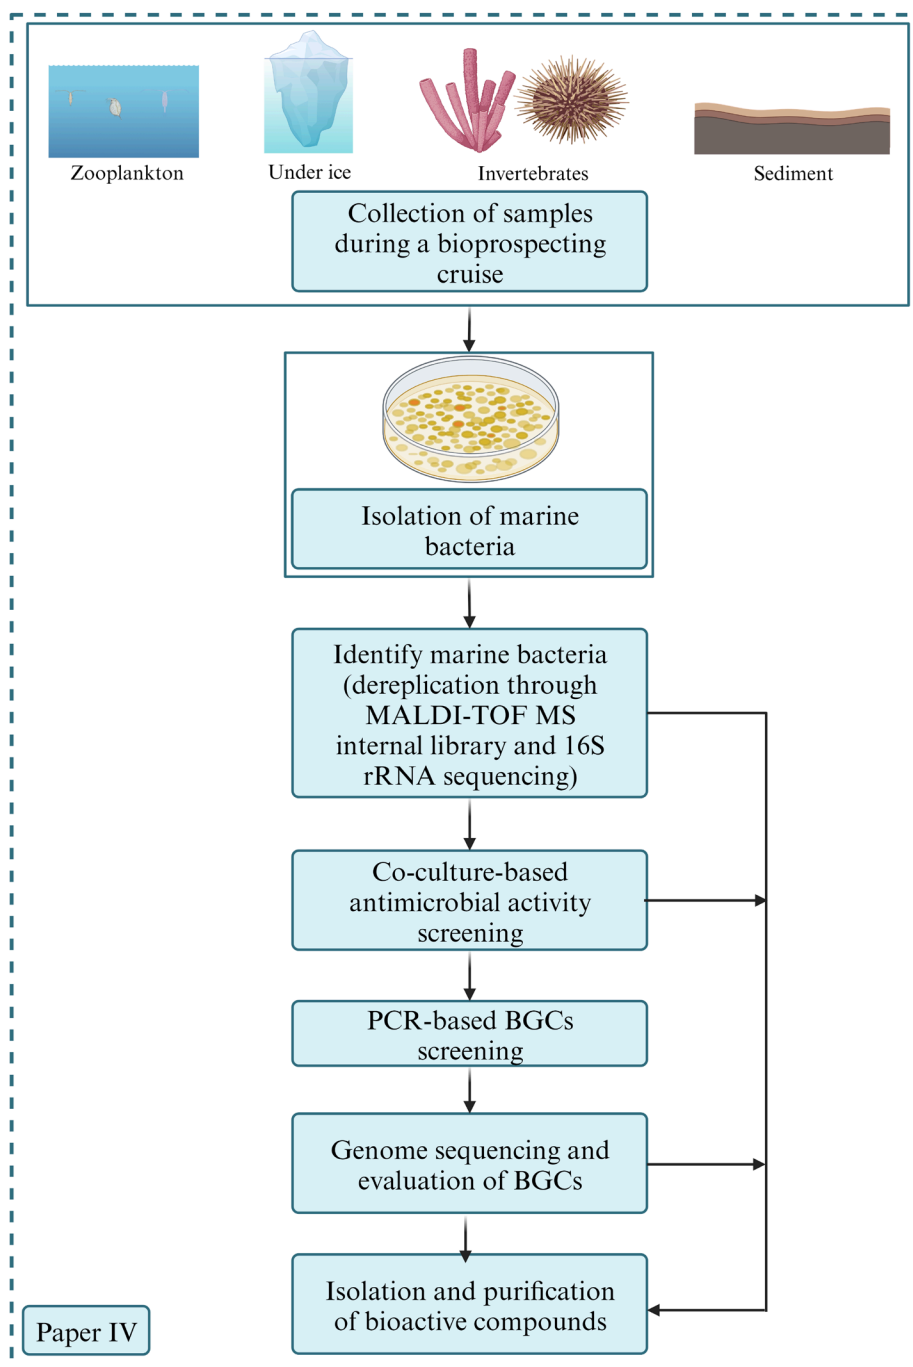 Zooplankton
Under ice
Invertebrates
Sediment
Collection of samples
during a bioprospecting
cruise
Isolation of marine
bacteria
Identify marine bacteria
(dereplication through
MALDI-TOF MS
internal library and 16S
rRNA sequencing)
Co-culture-based
antimicrobial activity
screening
PCR-based BGCs
screening
Genome sequencing and
evaluation of BGCs
Isolation and purification
of bioactive compounds
Paper IV